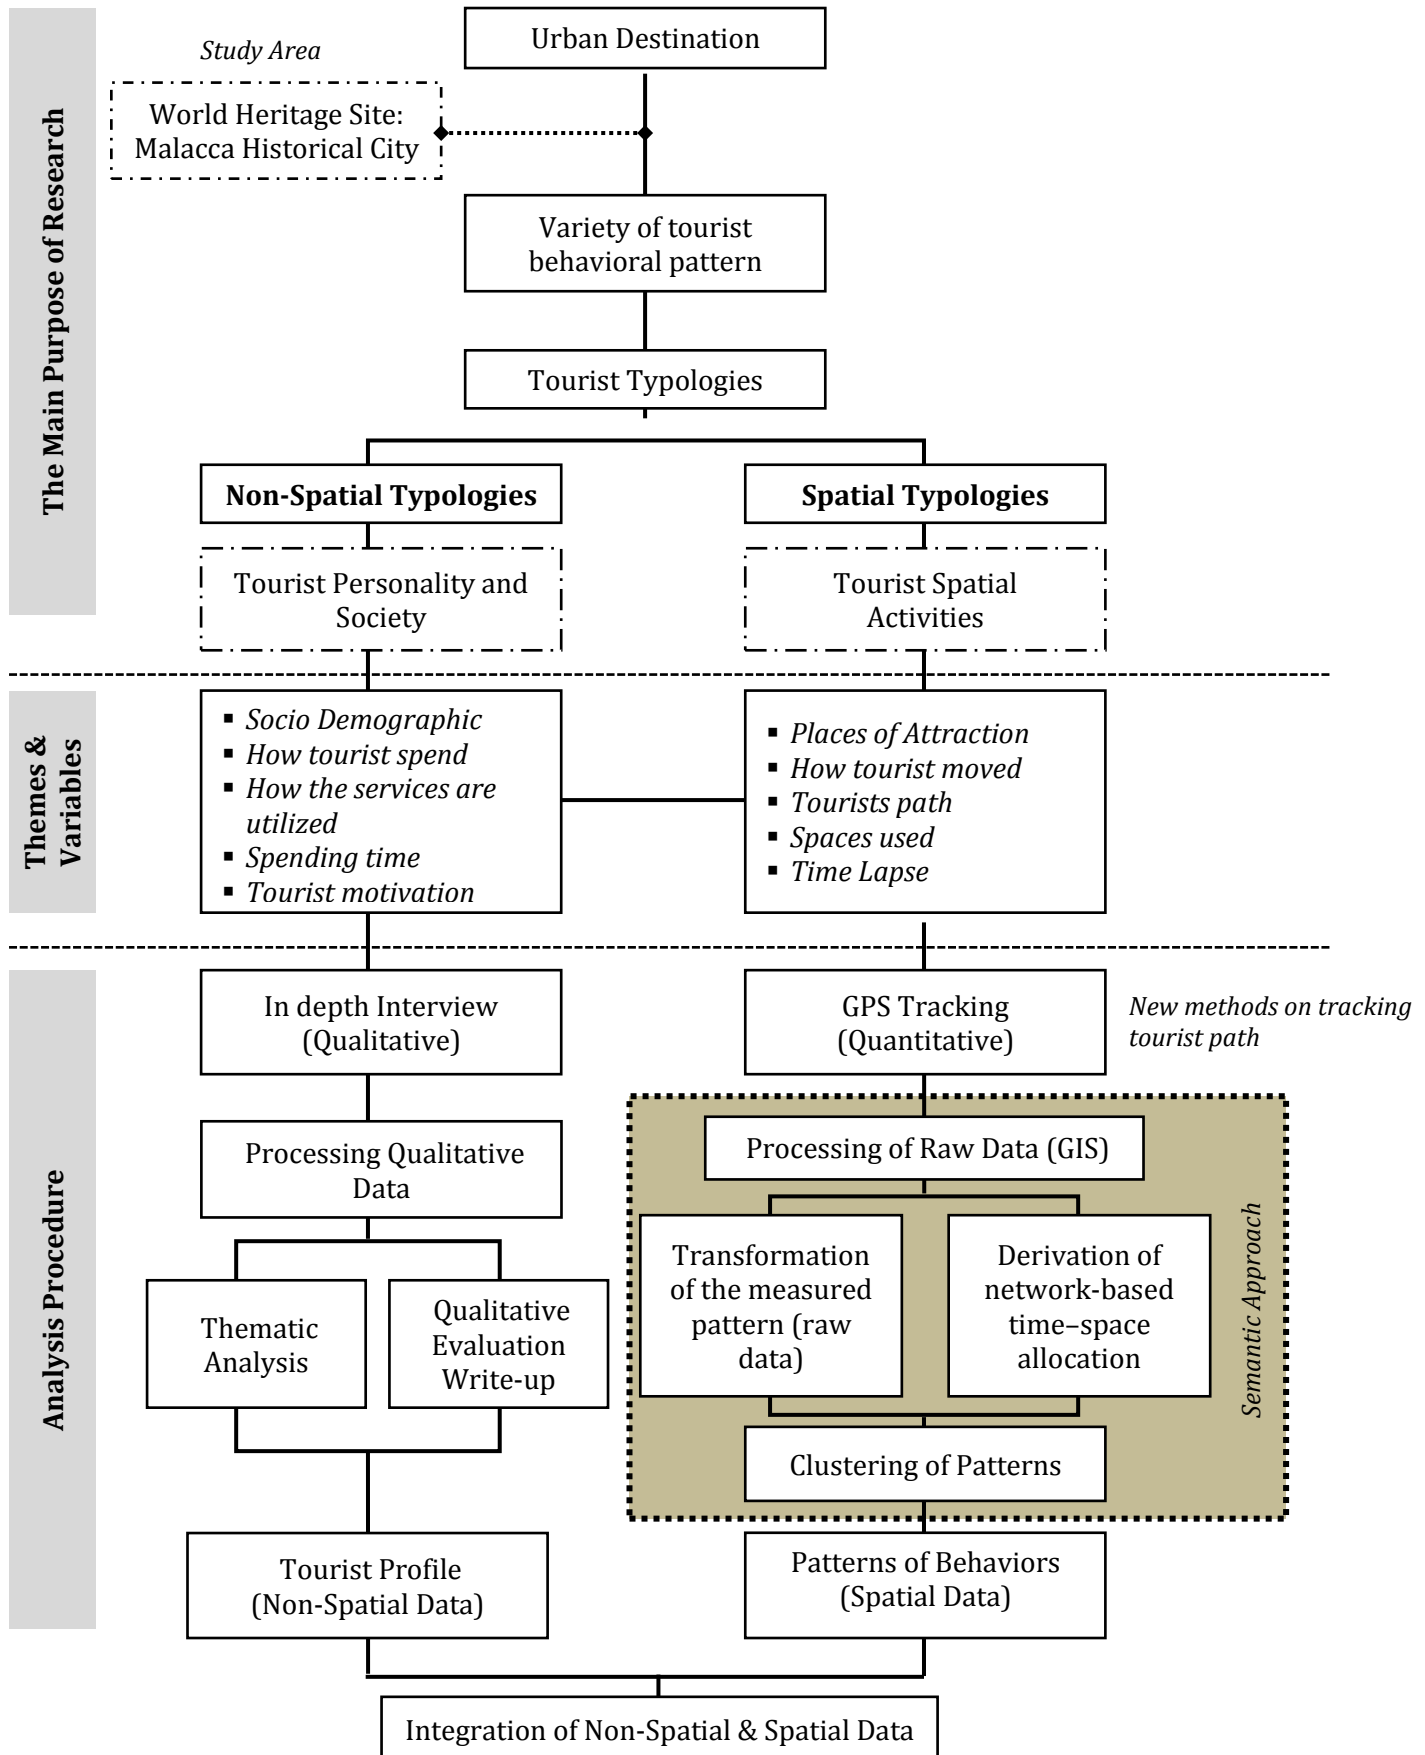 The Main Purpose of Research
Study Area
Urban Destination
World Heritage Site:
Malacca Historical City
Variety of tourist
behavioral pattern
Tourist Typologies
Non-Spatial Typologies
Spatial Typologies
Tourist Personality and
Society
Tourist Spatial
Activities
Themes &
Variables
▪ Socio Demographic
▪ How tourist spend
▪ How the services are
utilized
▪ Spending time
▪ Tourist motivation
▪ Places of Attraction
▪ How tourist moved
▪ Tourists path
▪ Spaces used
▪ Time Lapse
Analysis Procedure
In depth Interview
(Qualitative)
GPS Tracking
(Quantitative)
New methods on tracking
tourist path
Processing Qualitative
Data
Processing of Raw Data (GIS)
Thematic
Analysis
Qualitative
Evaluation
Write-up
Transformation
of the measured
pattern (raw
data)
Derivation of
network-based
time–space
allocation
Semantic Approach
Clustering of Patterns
Tourist Profile
(Non-Spatial Data)
Patterns of Behaviors
(Spatial Data)
Integration of Non-Spatial & Spatial Data